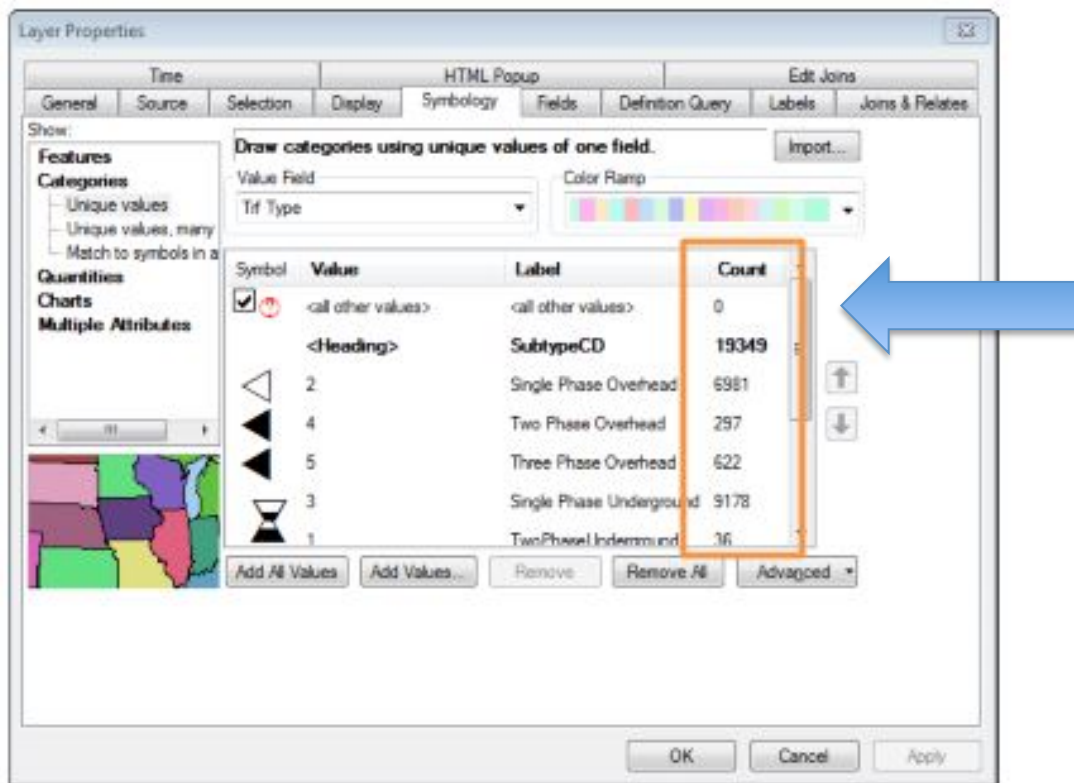 Layer Properties
Time HTML Popup Edit Joins
General Source Selection Display Symbology Fields Definition Query Labels Joins & Relates
Show:
Features
Categories
Unique values
Unique values, many
Match to symbols in a
Quantities
Charts
Multiple Attributes
Draw categories using unique values of one field.
Import...
Value Field
Color Ramp
Trf Type
Symbol Value Label Count
<all other values> <all other values> 0
<Heading> SubtypeCD 19349
2 Single Phase Overhead 6981
4 Two Phase Overhead 297
5 Three Phase Overhead 622
3 Single Phase Underground 9178
1 TwoPhaseUnderground 36
Add All Values Add Values... Remove Remove All Advanced
OK Cancel Apply